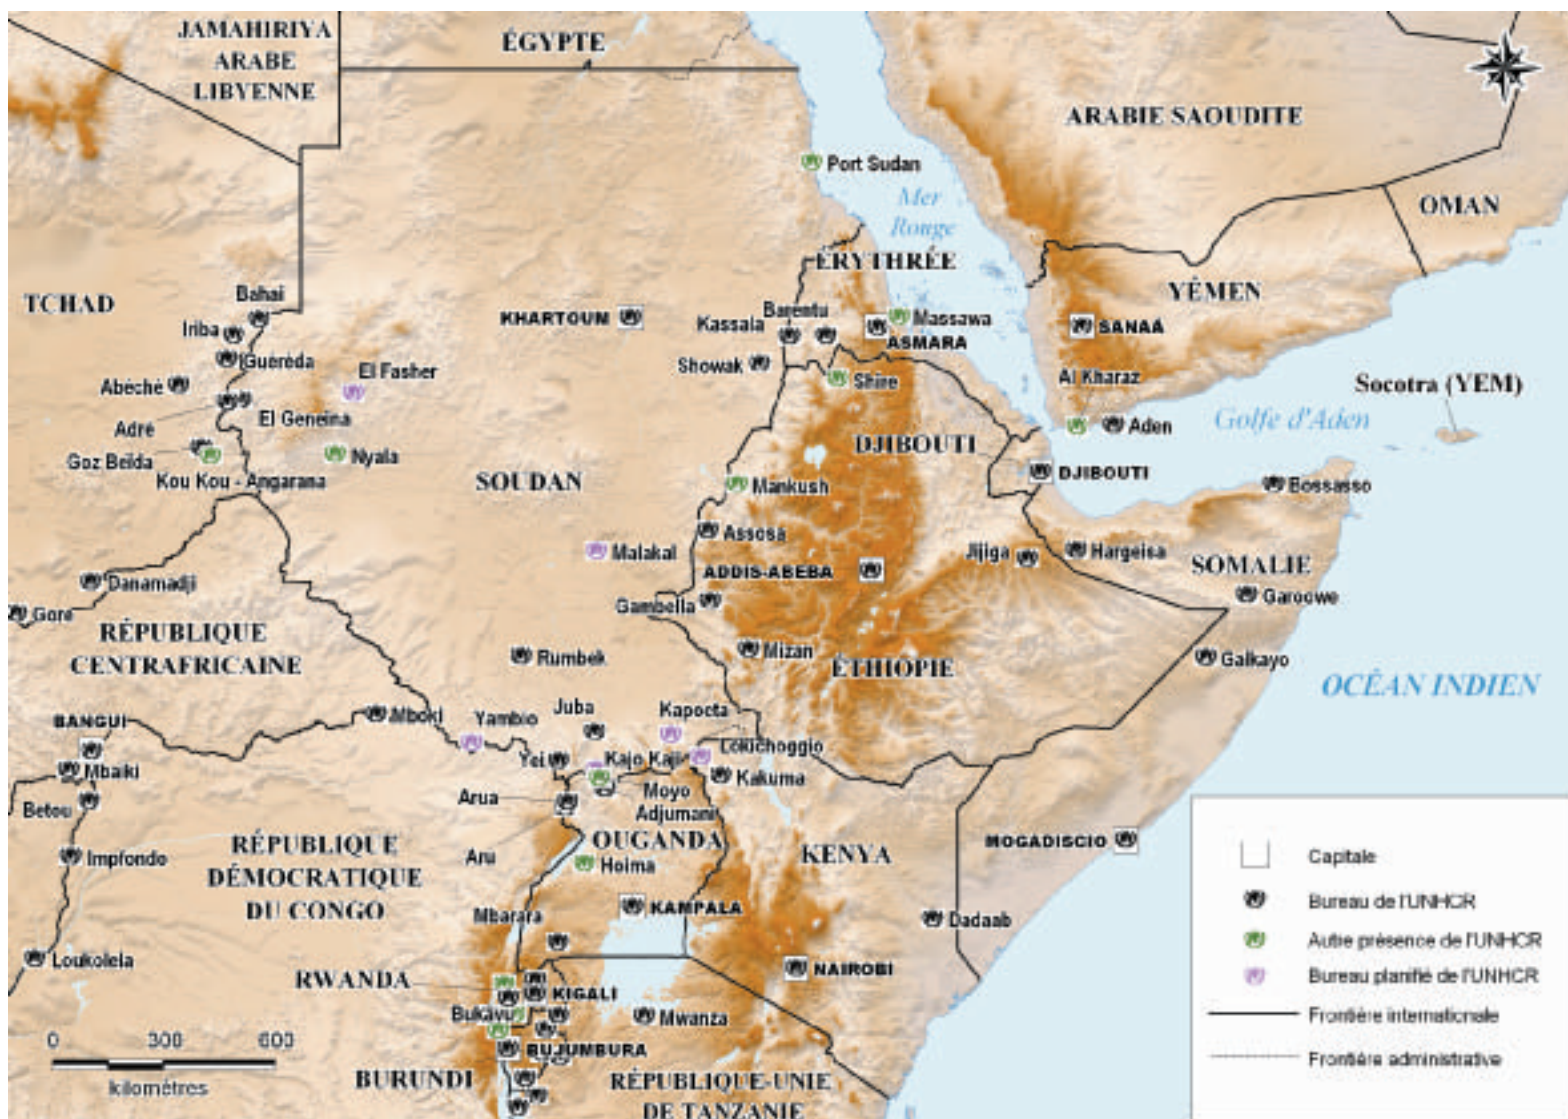 JAMAHIRIYA
ARABE
LIBYENNE
ÉGYPTE
ARABIE SAOUDITE
Port Sudan
Mer
Rouge
OMAN
ÉRYTHRÉE
YÉMEN
TCHAD
Bahai
Iriba
KHARTOUM
Kassala
Barentu
Massawa
ASMARA
SANAA
Guéréda
Showak
El Fasher
Abéché
Shire
Al Kharaz
Socotra (YEM)
El Geneina
Adré
Aden
Golfe d'Aden
Goz Beïda
Nyala
DJIBOUTI
Kou Kou - Angarana
SOUDAN
DJIBOUTI
Mankush
Bossasso
Assosa
Malakal
Jijiga
Hargeisa
SOMALIE
ADDIS-ABEBA
Danamadji
Garoowe
Goré
Gambella
RÉPUBLIQUE
CENTRAFRICAINE
Rumbek
Mizan
ÉTHIOPIE
Galkayo
OCÉAN INDIEN
BANGUI
Mboki
Yambio
Juba
Kapoeta
Mbaiki
Yei
Kajo Kaji
Lokichoggio
Kakuma
Betou
Arua
Moyo
Adjumani
RÉPUBLIQUE
DÉMOCRATIQUE
DU CONGO
Impfondo
Aru
OUGANDA
Hoima
KENYA
MOGADISCIO
Mbarara
KAMPALA
Dadaab
Loukolela
RWANDA
KIGALI
NAIROBI
Bukavu
Mwanza
BUJUMBURA
BURUNDI
RÉPUBLIQUE-UNIE
DE TANZANIE
0 300 600
kilomètres
Capitale
Bureau de l'UNHCR
Autre présence de l'UNHCR
Bureau planifié de l'UNHCR
Frontière internationale
Frontière administrative